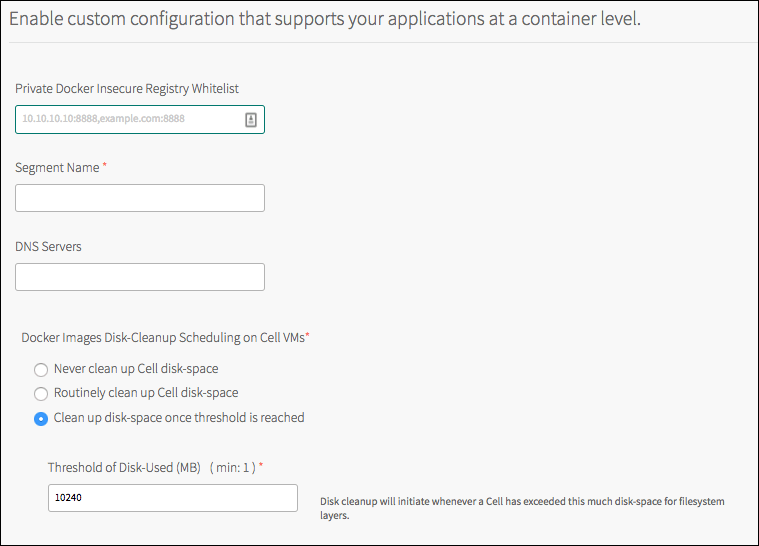 Enable custom configuration that supports your applications at a container level.
Private Docker Insecure Registry Whitelist
10.10.10.10:8888,example.com:8888
Segment Name *
DNS Servers
Docker Images Disk-Cleanup Scheduling on Cell VMs*
Never clean up Cell disk-space
Routinely clean up Cell disk-space
Clean up disk-space once threshold is reached
Threshold of Disk-Used (MB) ( min: 1 ) *
10240
Disk cleanup will initiate whenever a Cell has exceeded this much disk-space for filesystem
layers.